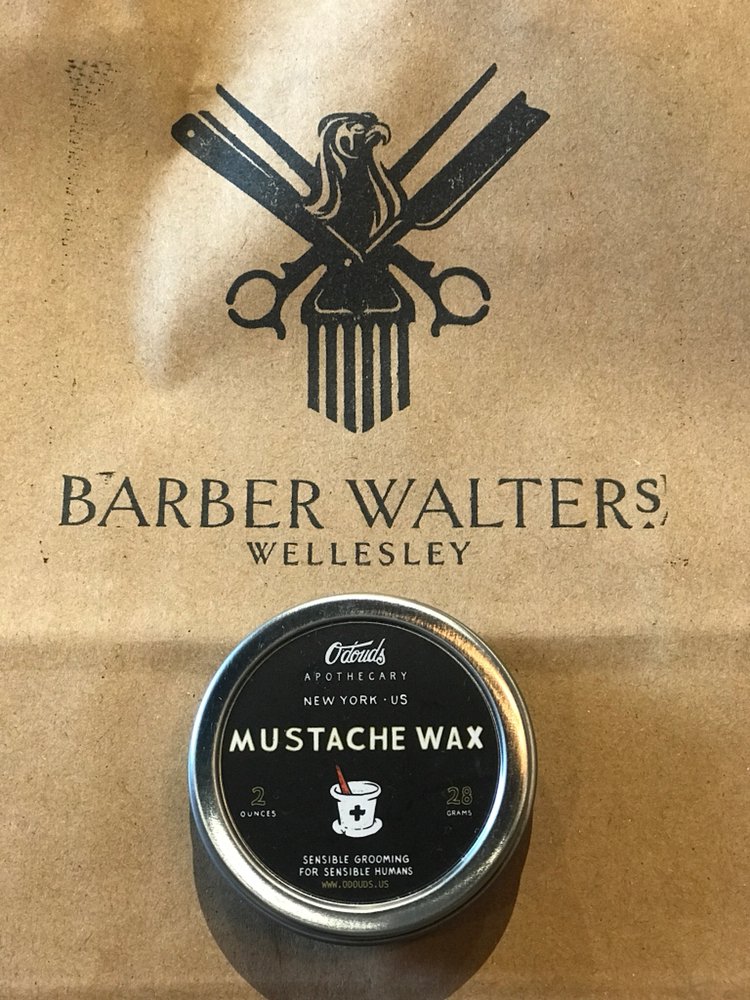 BARBER WALTERS
WELLESLEY
O'douds
APOTHECARY
NEW YORK · US
MUSTACHE WAX
2
OUNCES
28
GRAMS
SENSIBLE GROOMING
FOR SENSIBLE HUMANS
WWW.ODOUDS.US